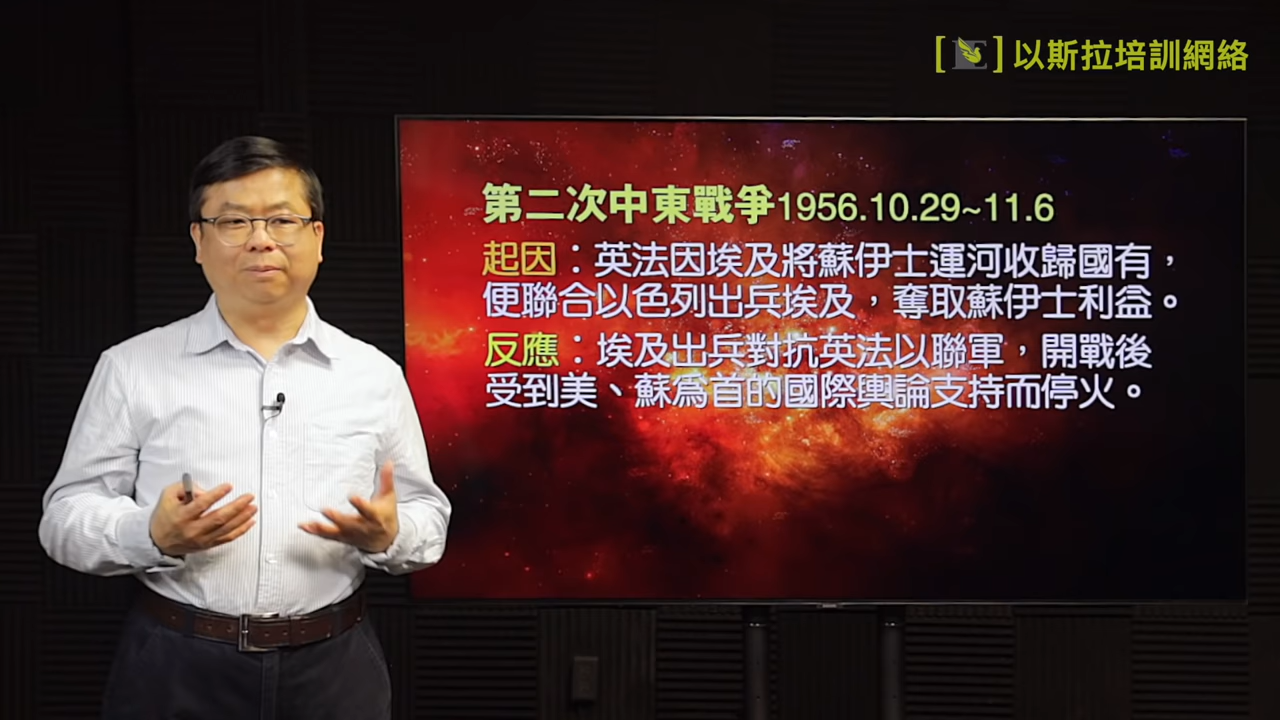 [E] 以斯拉培訓網絡
第二次中東戰爭1956.10.29~11.6
起因：英法因埃及將蘇伊士運河收歸國有，
便聯合以色列出兵埃及，奪取蘇伊士利益。
反應：埃及出兵對抗英法以聯軍，開戰後
受到美、蘇為首的國際輿論支持而停火。